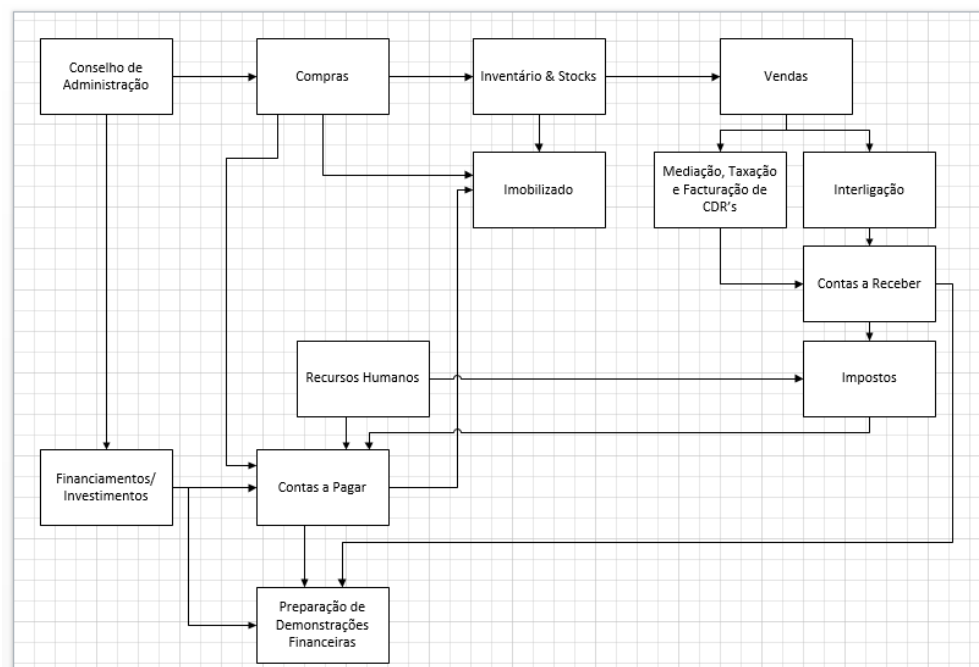 Conselho de
Administração
Compras
Inventário & Stocks
Vendas
Imobilizado
Mediação, Taxação
e Facturação de
CDR's
Interligação
Contas a Receber
Recursos Humanos
Impostos
Financiamentos/
Investimentos
Contas a Pagar
Preparação de
Demonstrações
Financeiras